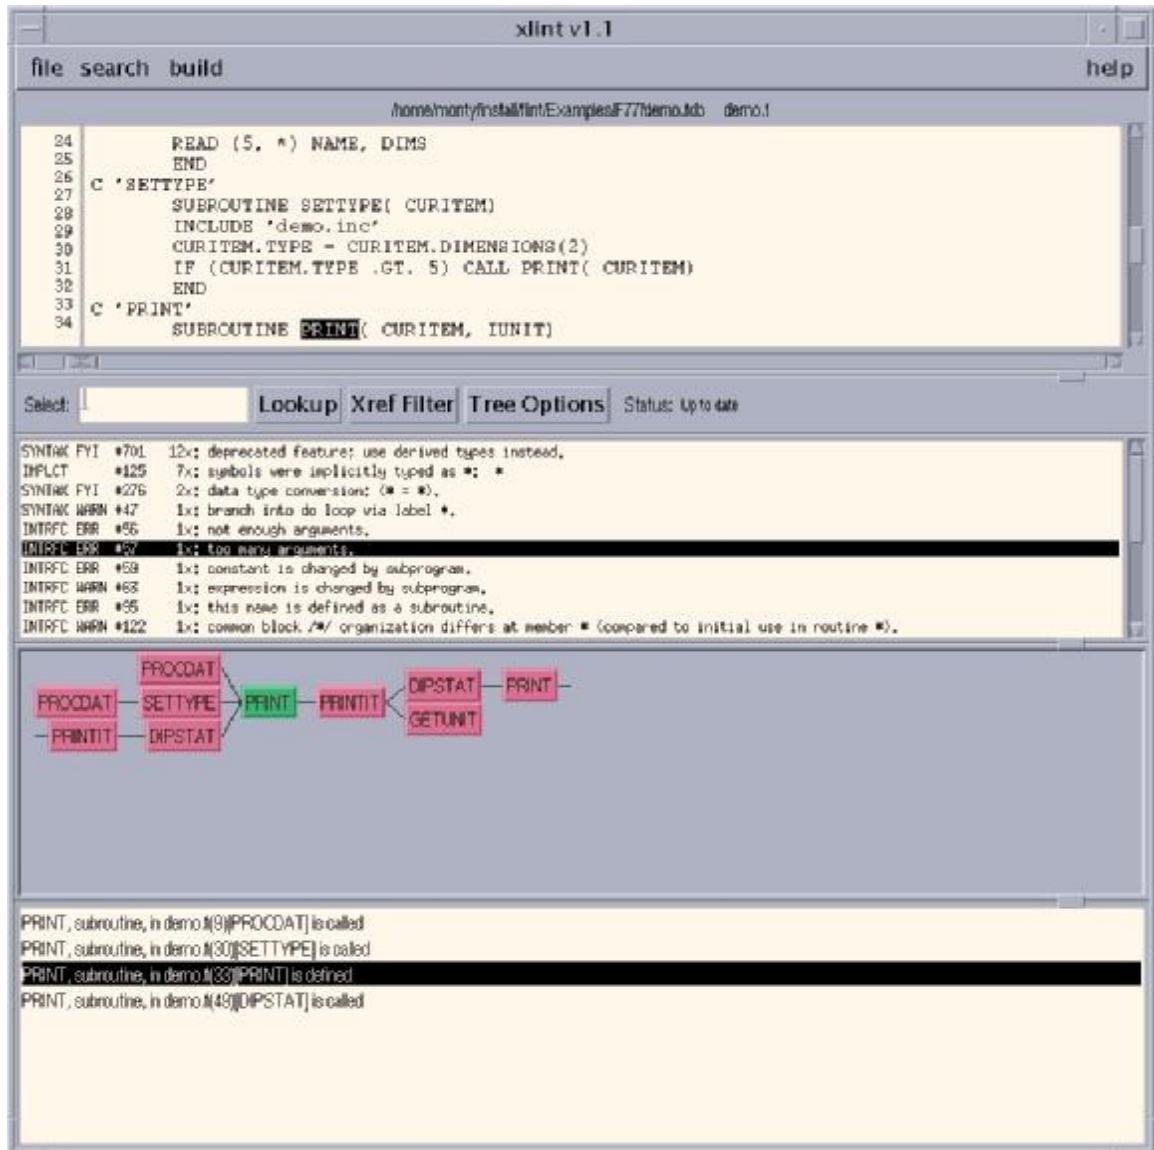 xlint v1.1
file search build help
/home/monty/install/flint/Examples/F77/demo.fdb demo.f
24 READ (5, *) NAME, DIMS
25 END
26 C 'SETTYPE'
27 SUBROUTINE SETTYPE( CURITEM)
28 INCLUDE 'demo.inc'
29 CURITEM.TYPE = CURITEM.DIMENSIONS(2)
30 IF (CURITEM.TYPE .GT. 5) CALL PRINT( CURITEM)
31 END
32 C 'PRINT'
33 SUBROUTINE PRINT( CURITEM, IUNIT)
34
Select: Lookup Xref Filter Tree Options Status: Up to date
SYNTAX FYI #701 12x: deprecated feature; use derived types instead.
IMPLCT #125 7x: symbols were implicitly typed as *: *
SYNTAX FYI #276 2x: data type conversion: (* = *).
SYNTAX WARN #47 1x: branch into do loop via label *.
INTRFC ERR #56 1x: not enough arguments.
INTRFC ERR #57 1x: too many arguments.
INTRFC ERR #59 1x: constant is changed by subprogram.
INTRFC WARN #63 1x: expression is changed by subprogram.
INTRFC ERR #95 1x: this name is defined as a subroutine.
INTRFC WARN #122 1x: common block /*/ organization differs at member * (compared to initial use in routine *).
PROCDAT
PROCDAT SETTYPE PRINT PRINTIT DIPSTAT PRINT
PRINTIT DIPSTAT GETUNIT
PRINT, subroutine, in demo.f(9)[PROCDAT] is called
PRINT, subroutine, in demo.f(30)[SETTYPE] is called
PRINT, subroutine, in demo.f(33)[PRINT] is defined
PRINT, subroutine, in demo.f(49)[DIPSTAT] is called